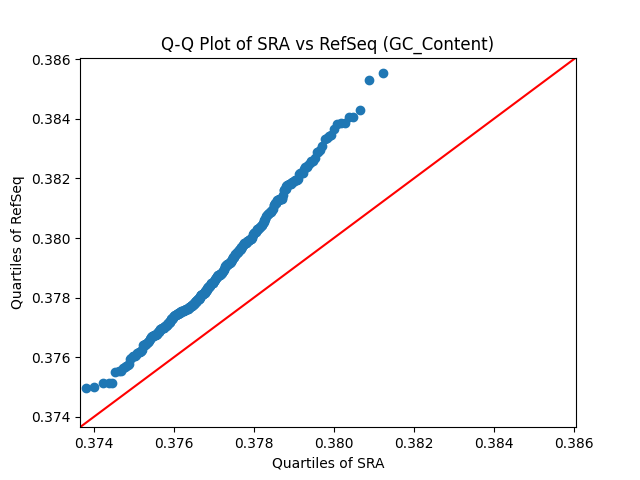 Q-Q Plot of SRA vs RefSeq (GC_Content)
Quartiles of RefSeq
0.386
0.384
0.382
0.380
0.378
0.376
0.374
0.374 0.376 0.378 0.380 0.382 0.384 0.386
Quartiles of SRA